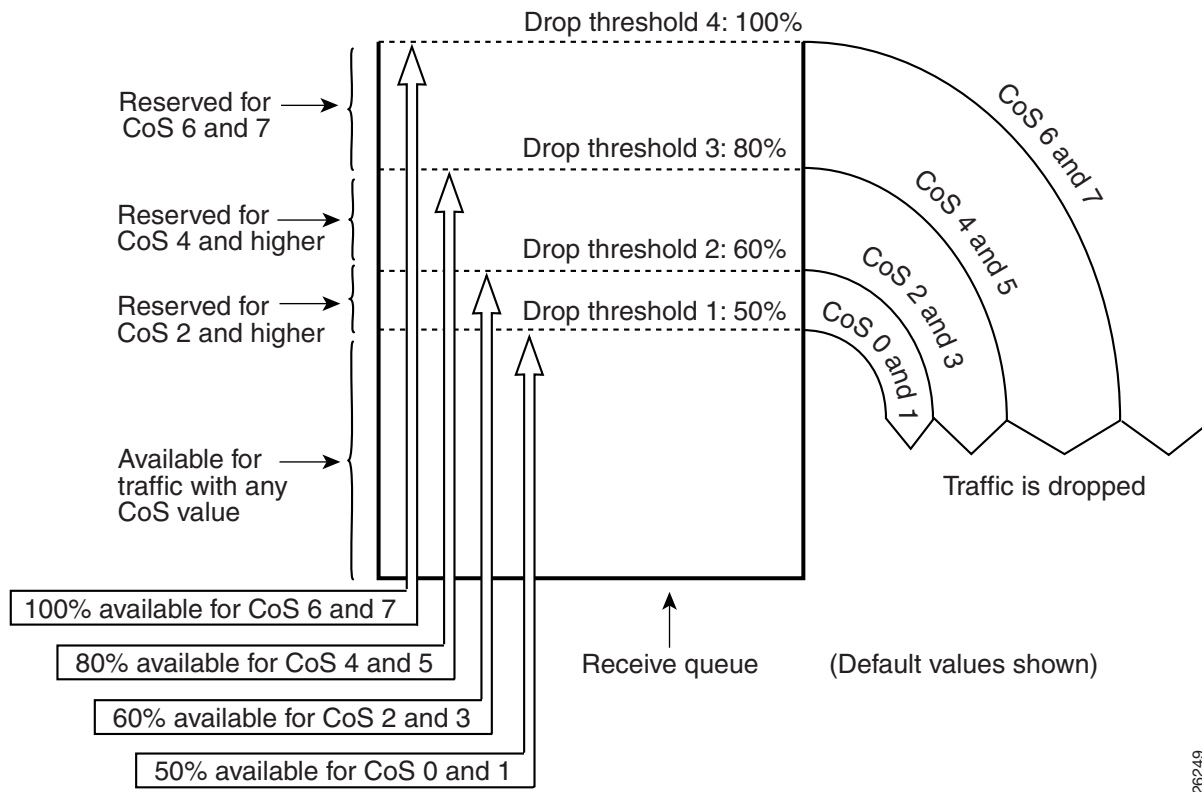 Drop threshold 4: 100%
Reserved for
CoS 6 and 7
CoS 6 and 7
Drop threshold 3: 80%
Reserved for
CoS 4 and higher
CoS 4 and 5
Drop threshold 2: 60%
CoS 2 and 3
Reserved for
CoS 2 and higher
Drop threshold 1: 50%
CoS 0 and 1
Available for
traffic with any
CoS value
Traffic is dropped
100% available for CoS 6 and 7
80% available for CoS 4 and 5
Receive queue
(Default values shown)
60% available for CoS 2 and 3
50% available for CoS 0 and 1
26249